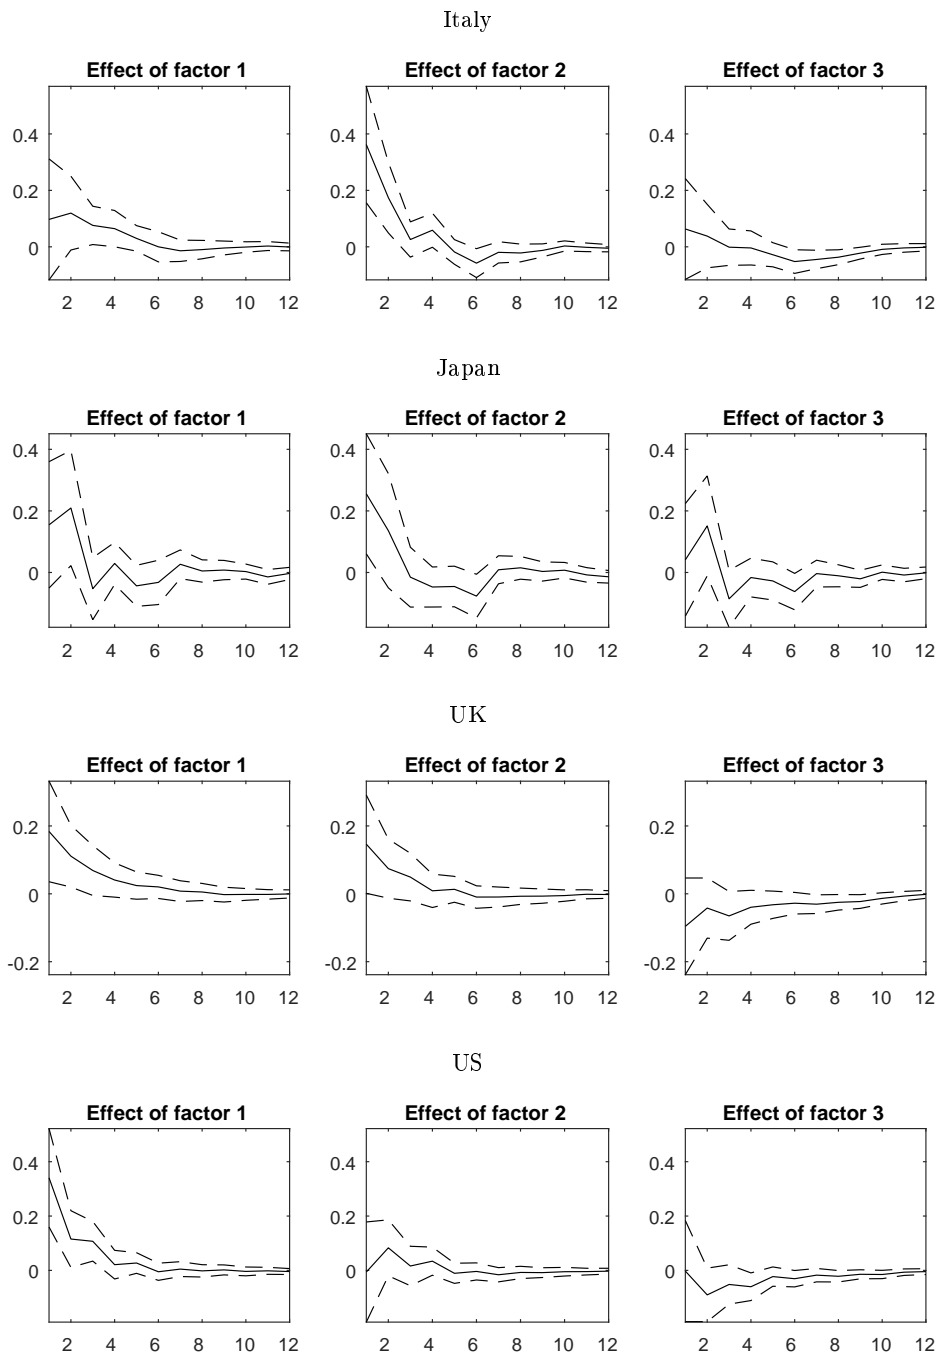 Italy
Effect of factor 1 Effect of factor 2 Effect of factor 3
0.4 0.4 0.4
0.2 0.2 0.2
0 0 0
2 4 6 8 10 12 2 4 6 8 10 12 2 4 6 8 10 12
Japan
Effect of factor 1 Effect of factor 2 Effect of factor 3
0.4 0.4 0.4
0.2 0.2 0.2
0 0 0
2 4 6 8 10 12 2 4 6 8 10 12 2 4 6 8 10 12
UK
Effect of factor 1 Effect of factor 2 Effect of factor 3
0.2 0.2 0.2
0 0 0
-0.2 -0.2 -0.2
2 4 6 8 10 12 2 4 6 8 10 12 2 4 6 8 10 12
US
Effect of factor 1 Effect of factor 2 Effect of factor 3
0.4 0.4 0.4
0.2 0.2 0.2
0 0 0
2 4 6 8 10 12 2 4 6 8 10 12 2 4 6 8 10 12